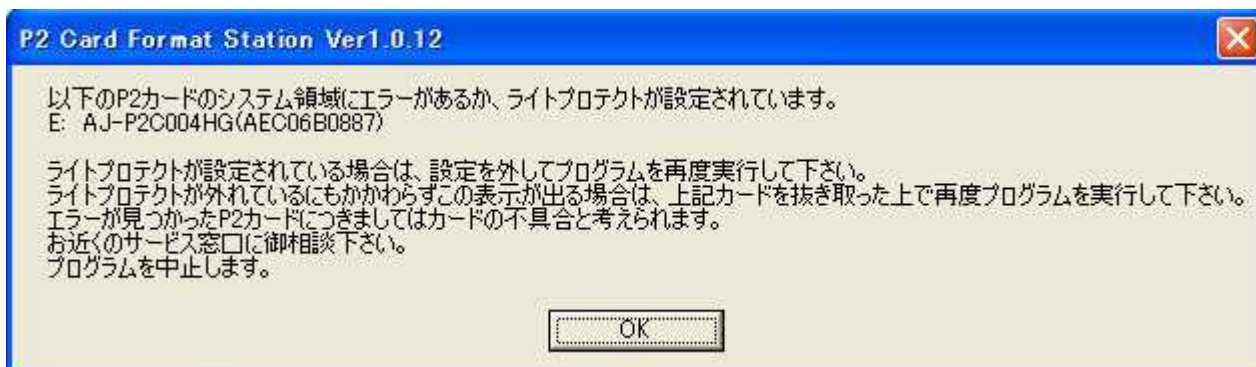 P2 Card Format Station Ver1.0.12
以下のP2カードのシステム領域にエラーがあるか、ライトプロテクトが設定されています。
E: AJ-P2C004HG(AEC06B0887)
ライトプロテクトが設定されている場合は、設定を外してプログラムを再度実行して下さい。
ライトプロテクトが外れているにもかかわらずこの表示が出る場合は、上記カードを抜き取った上で再度プログラムを実行して下さい。
エラーが見つかったP2カードにつきましてはカードの不具合と考えられます。
お近くのサービス窓口に御相談下さい。
プログラムを中止します。
OK